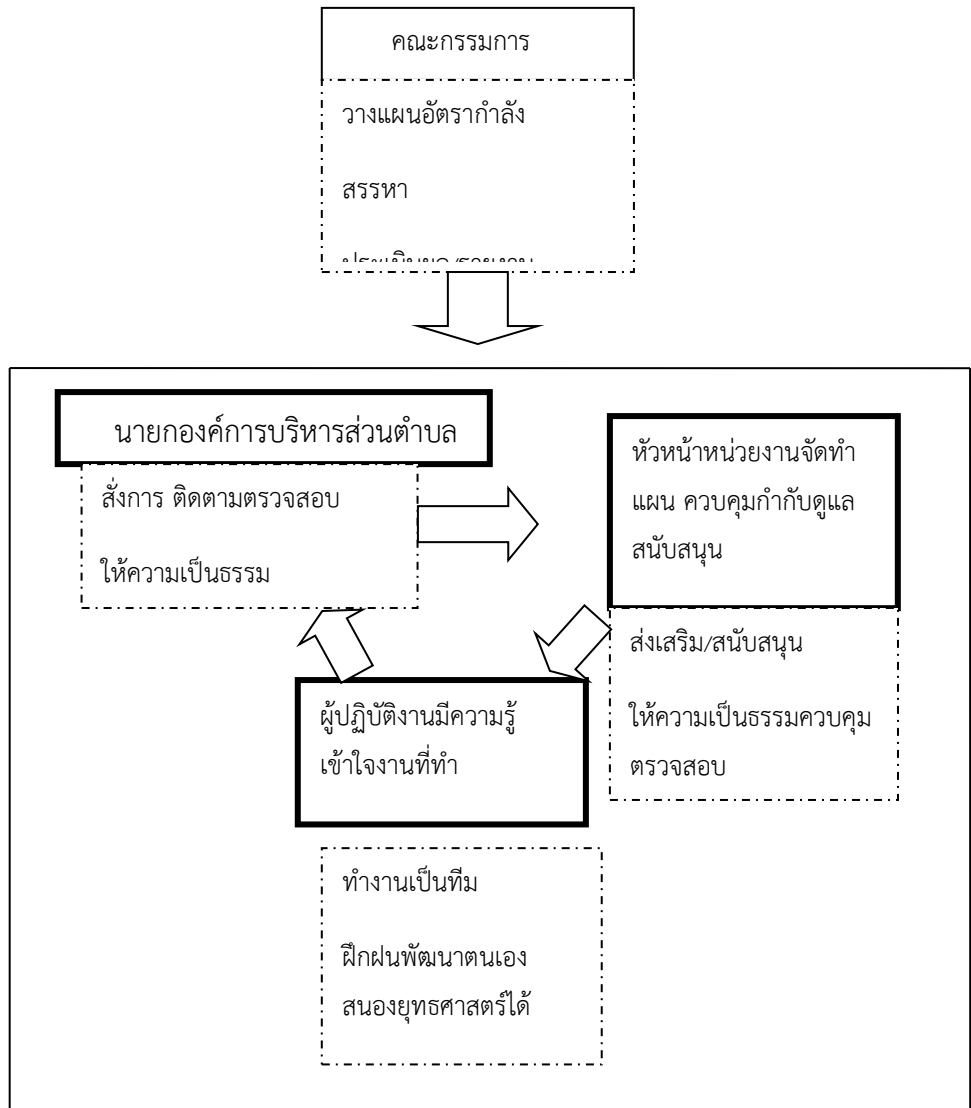 คณะกรรมการ
วางแผนอัตรากำลัง
สรรหา
นายกองค์การบริหารส่วนตำบล
สั่งการ ติดตามตรวจสอบ
ให้ความเป็นธรรม
หัวหน้าหน่วยงานจัดทำ
แผน ควบคุมกำกับดูแล
สนับสนุน
ส่งเสริม/สนับสนุน
ให้ความเป็นธรรมควบคุม
ตรวจสอบ
ผู้ปฏิบัติงานมีความรู้
เข้าใจงานที่ทำ
ทำงานเป็นทีม
ฝึกฝนพัฒนาตนเอง
สนองยุทธศาสตร์ได้